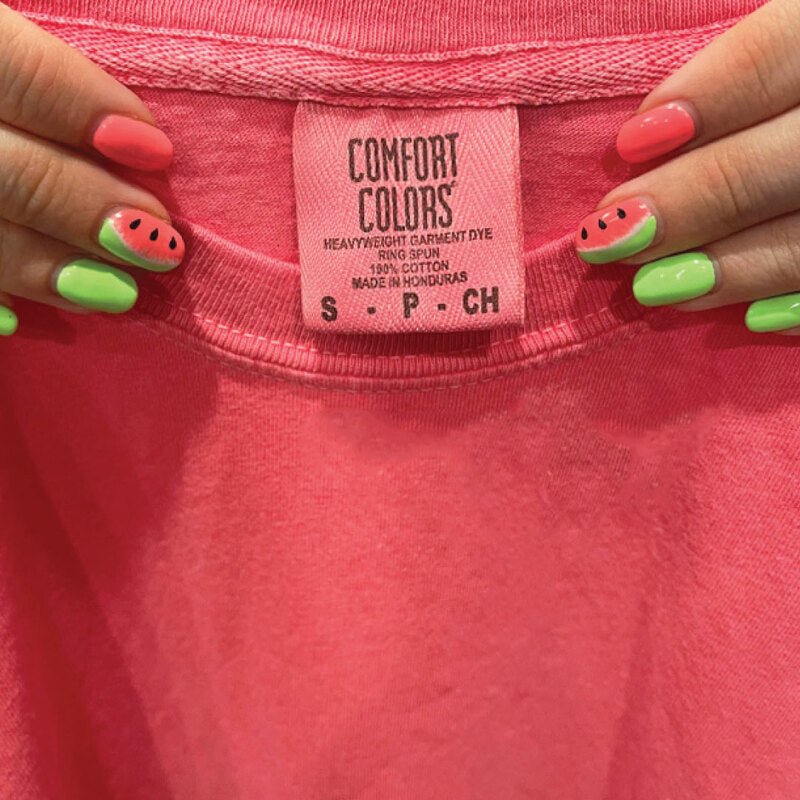 COMFORT
COLORS®
HEAVYWEIGHT GARMENT DYE
RING SPUN
100% COTTON
MADE IN HONDURAS
S - P - CH